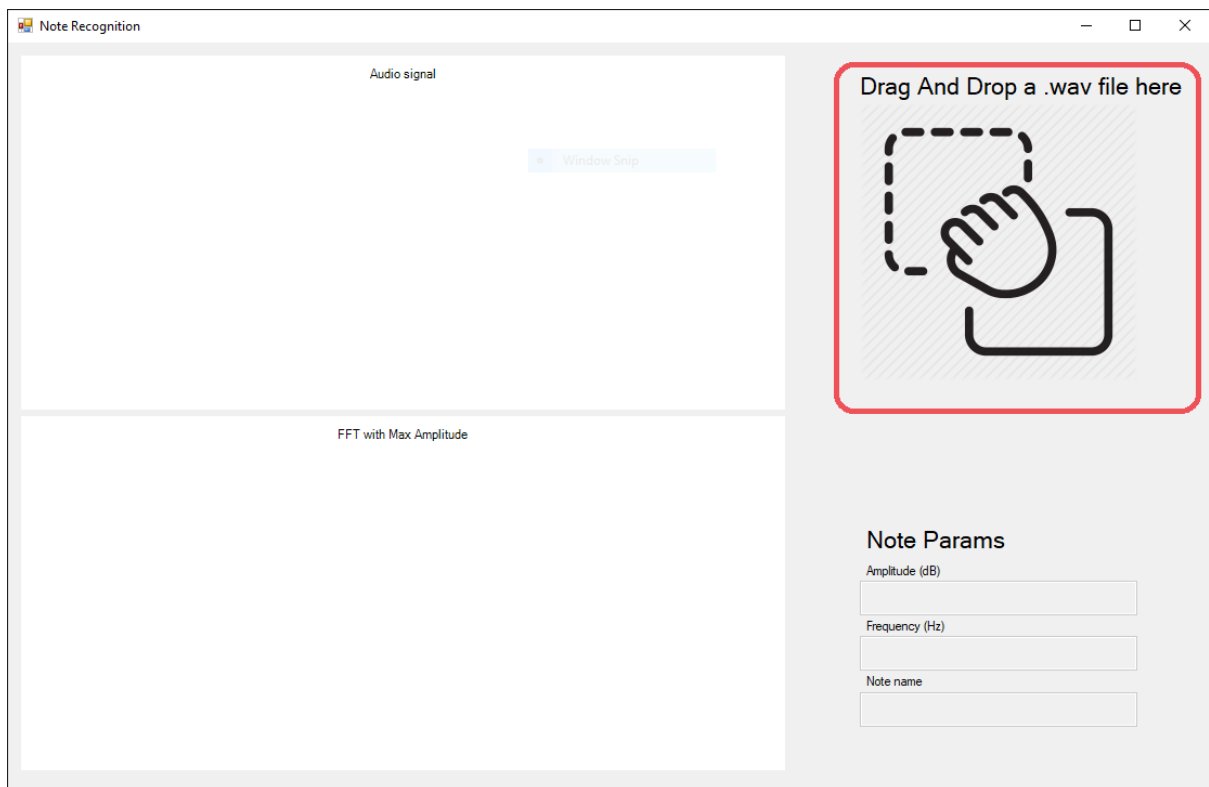 Note Recognition
Audio signal
Window Snip
FFT with Max Amplitude
Drag And Drop a .wav file here
Note Params
Amplitude (dB)
Frequency (Hz)
Note name